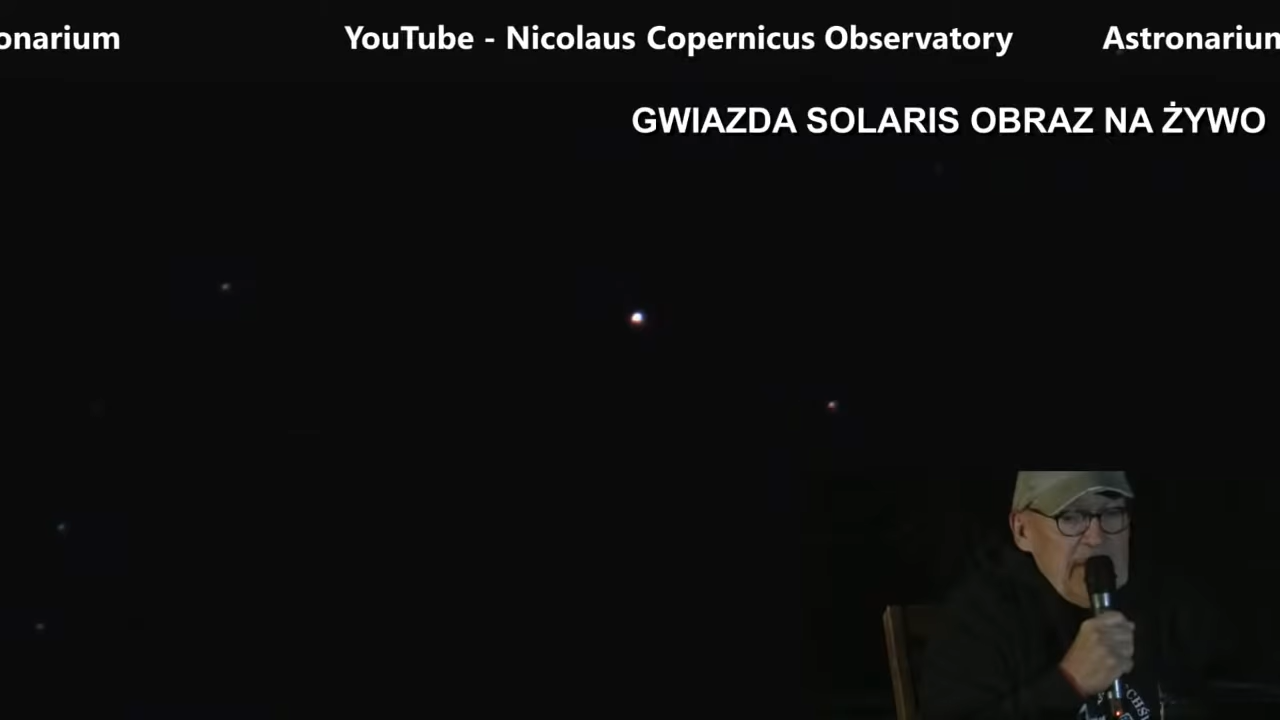 onarium YouTube - Nicolaus Copernicus Observatory Astronarium
GWIAZDA SOLARIS OBRAZ NA ŻYWO